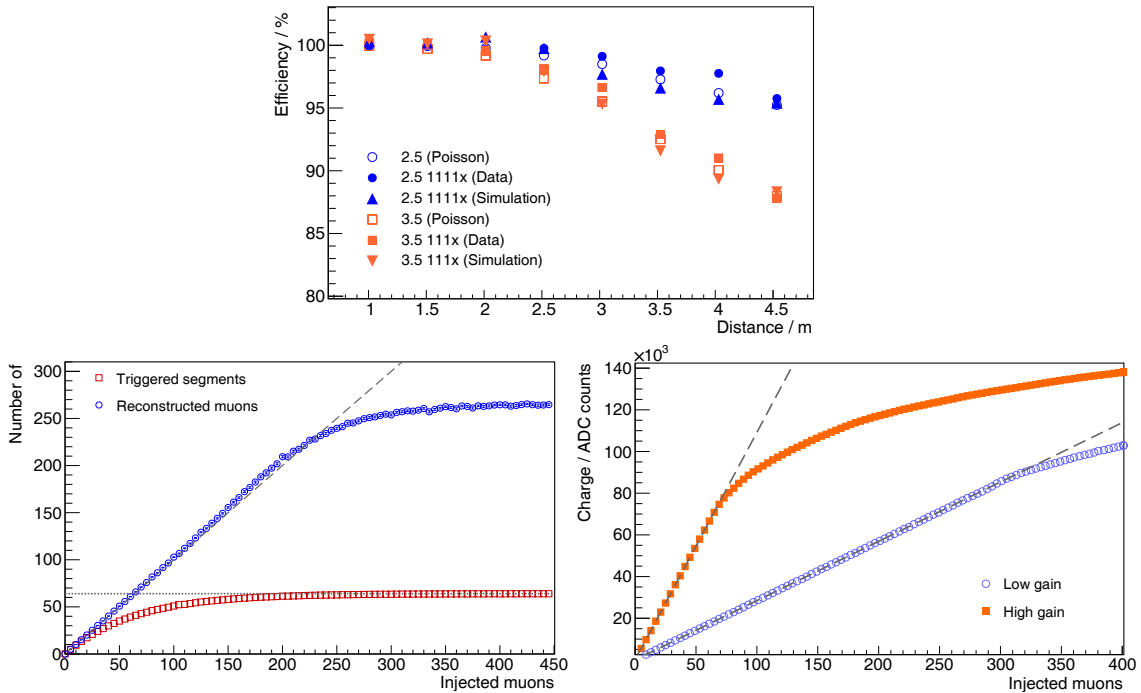 Efficiency / %
100
95
90
85
80
2.5 (Poisson)
2.5 1111x (Data)
2.5 1111x (Simulation)
3.5 (Poisson)
3.5 111x (Data)
3.5 111x (Simulation)
1 1.5 2 2.5 3 3.5 4 4.5
Distance / m
Number of
300
250
200
150
100
50
0
Triggered segments
Reconstructed muons
0 50 100 150 200 250 300 350 400 450
Injected muons
×10³
Charge / ADC counts
140
120
100
80
60
40
20
0
Low gain
High gain
0 50 100 150 200 250 300 350 400
Injected muons